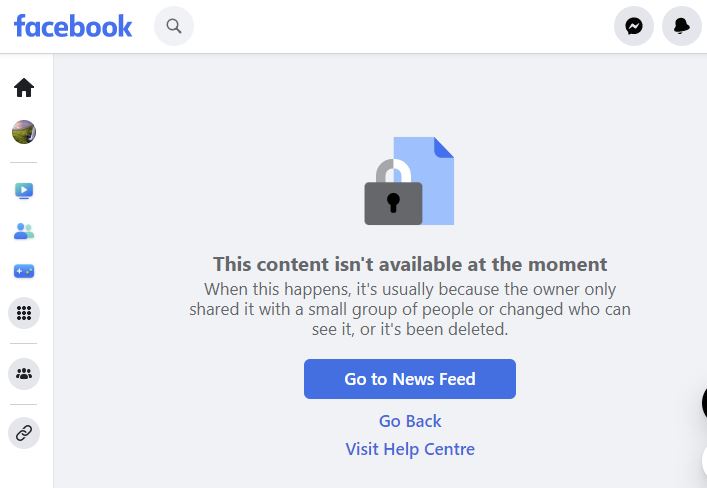 facebook
This content isn't available at the moment
When this happens, it's usually because the owner only
shared it with a small group of people or changed who can
see it, or it's been deleted.
Go to News Feed
Go Back
Visit Help Centre